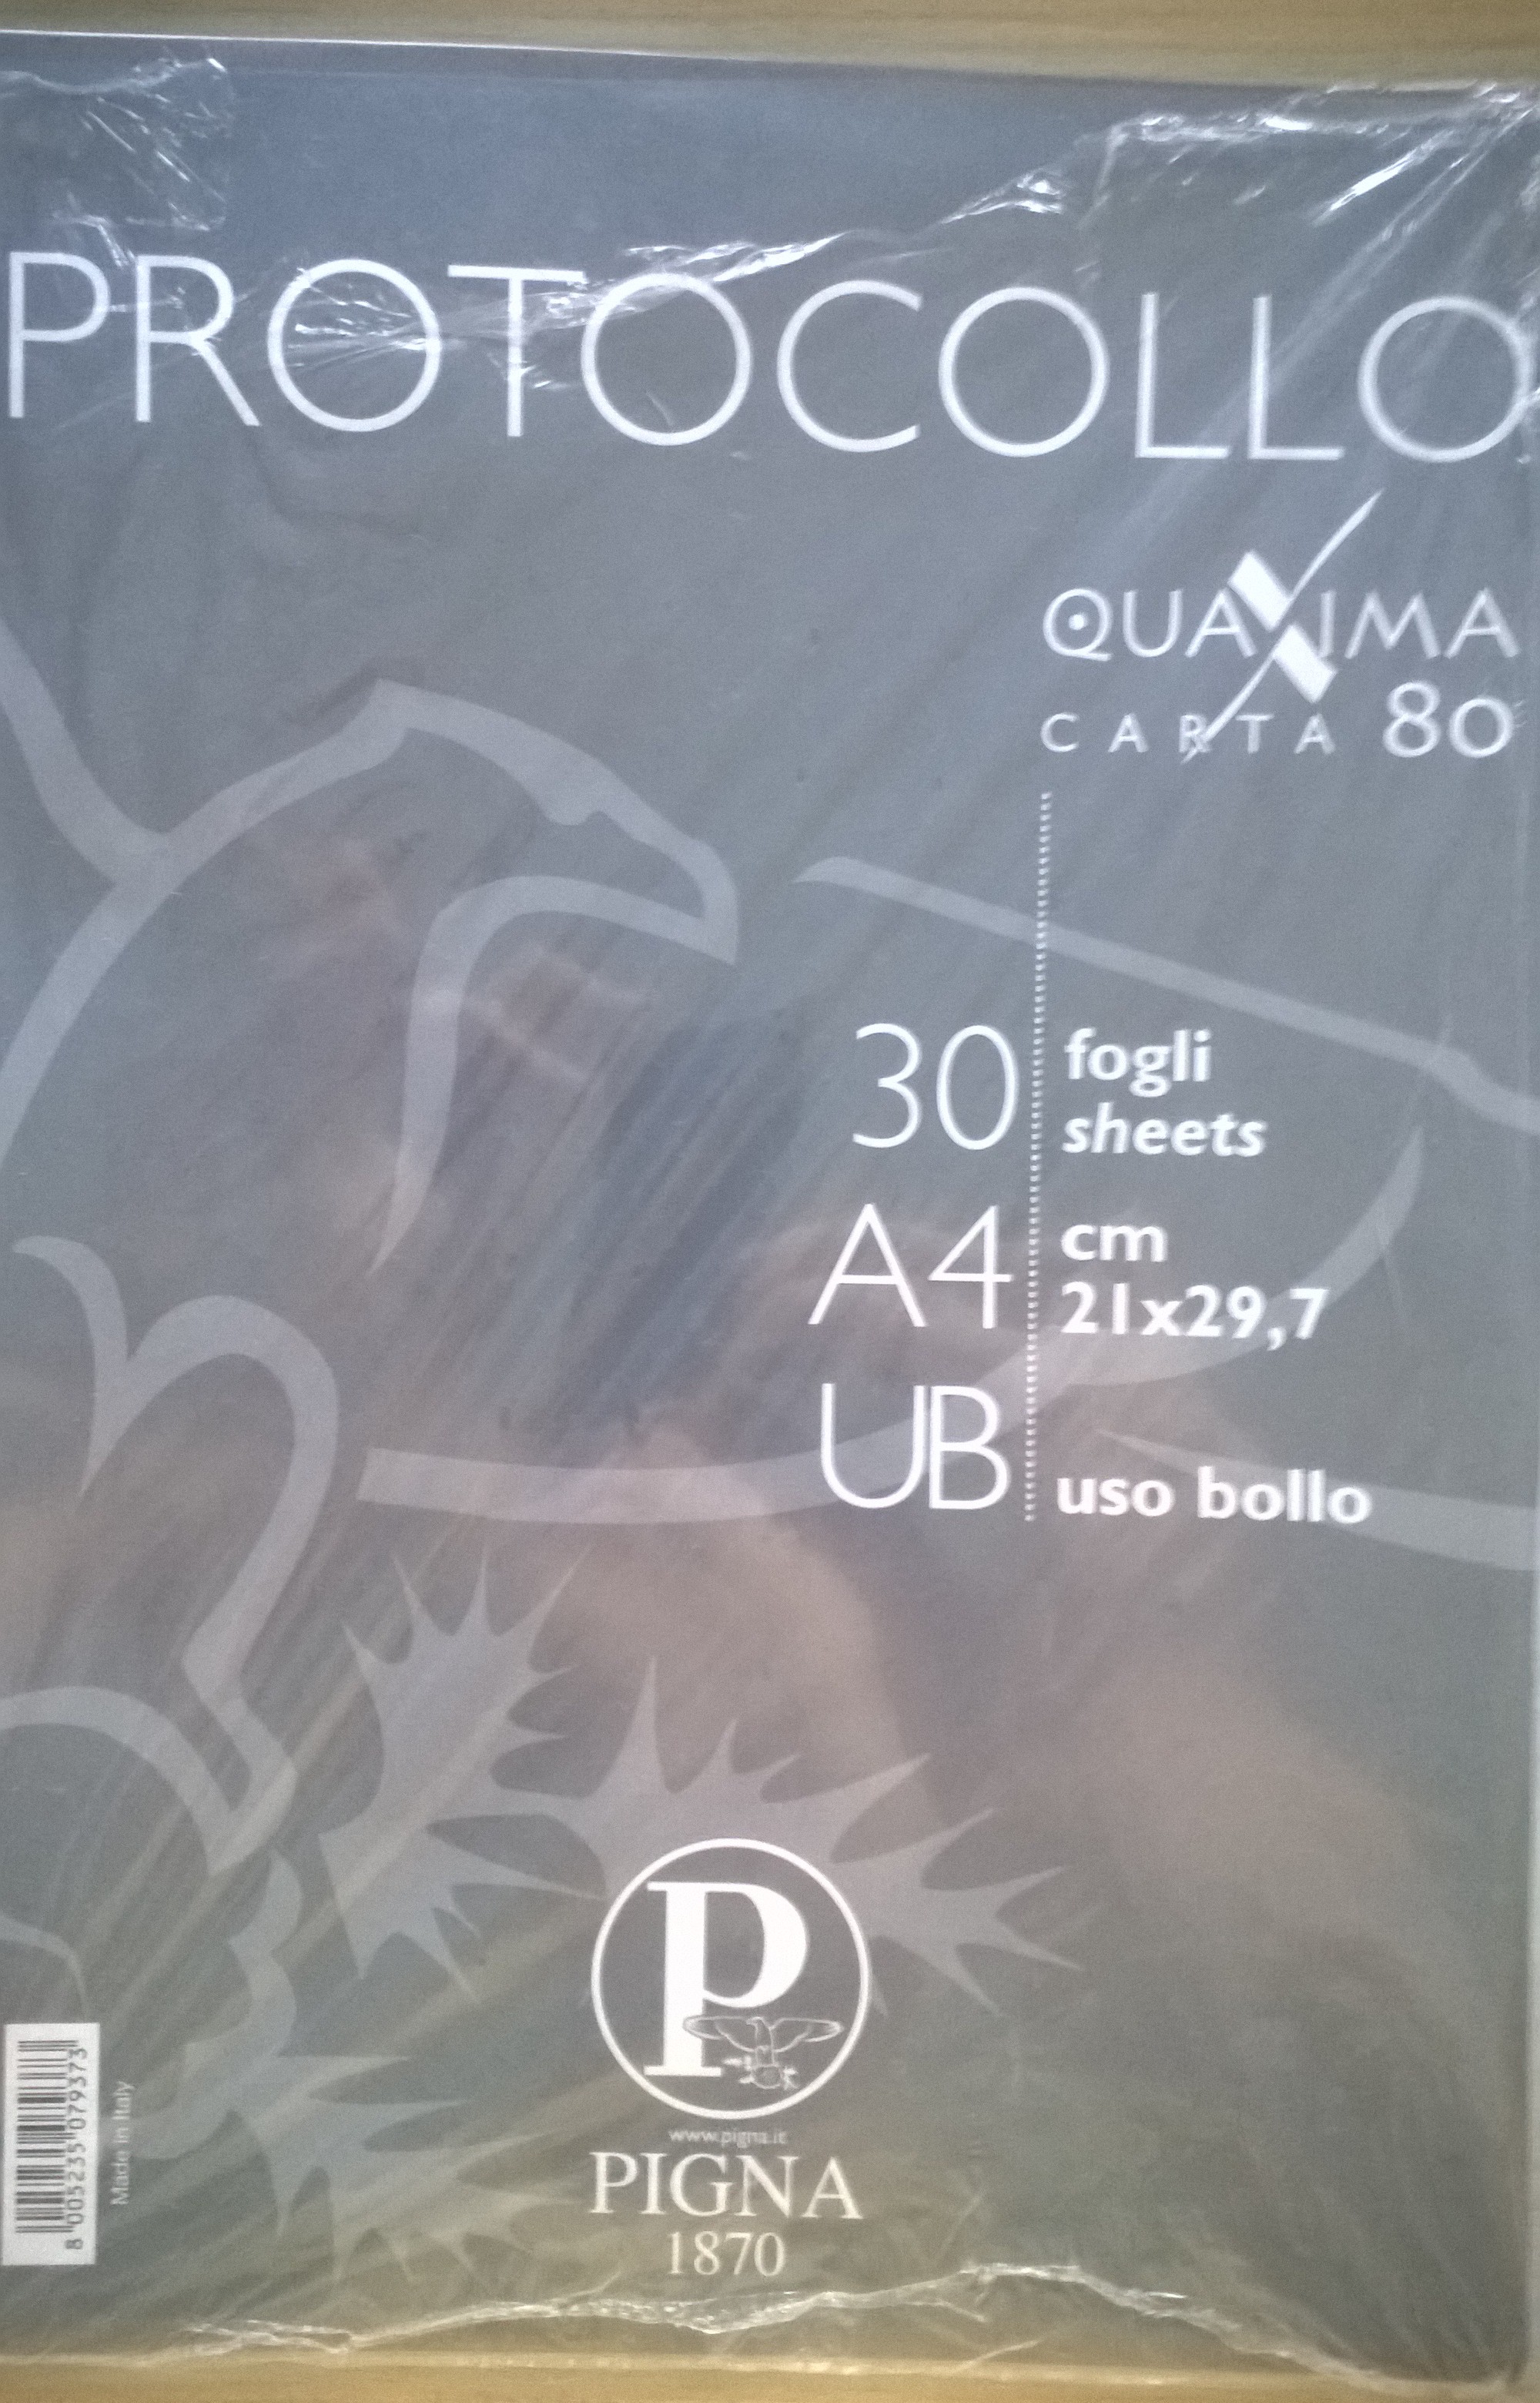 PROTOCOLLO
QUAXIMA
CARTA 80
30 fogli
sheets
A4 cm
21x29,7
UB uso bollo
P
www.pigna.it
PIGNA
1870
8 005235 079373
Made in Italy